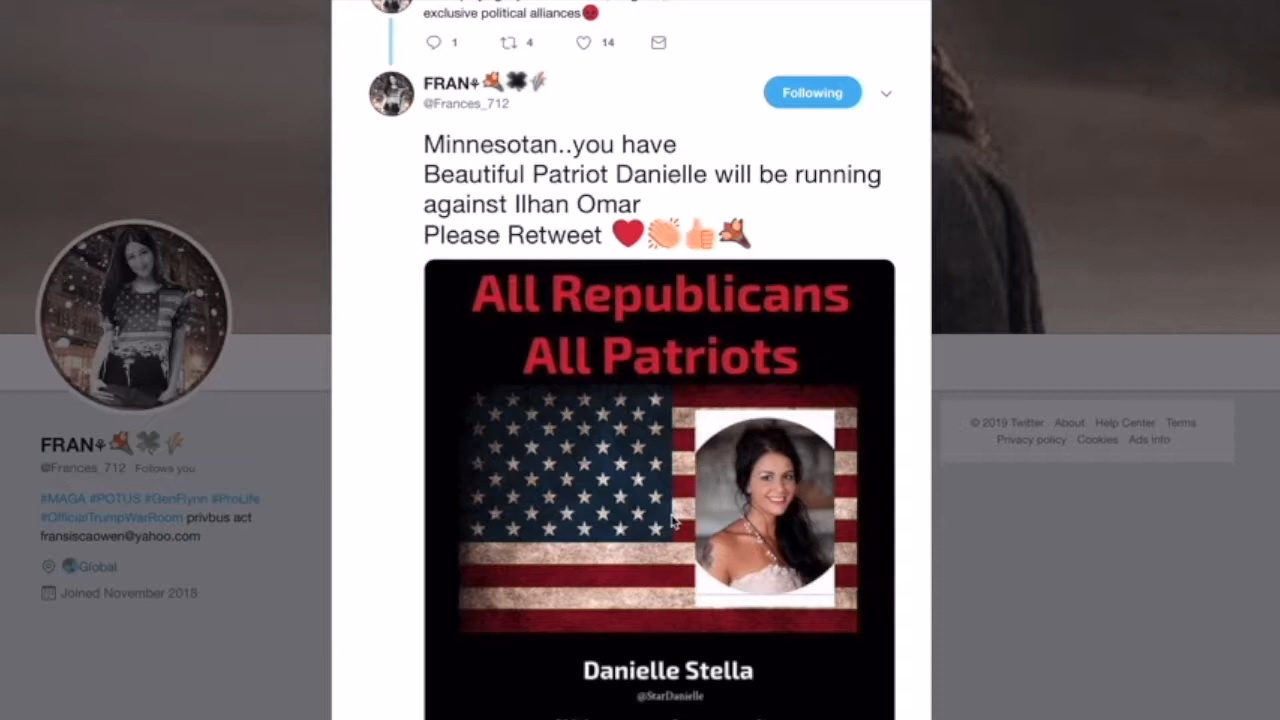 exclusive political alliances
1
4
14
FRAN
@Frances_712
Following
Minnesotan..you have
Beautiful Patriot Danielle will be running
against Ilhan Omar
Please Retweet
All Republicans
All Patriots
Danielle Stella
@StarDanielle
FRAN
@Frances_712 Follows you
#MAGA #POTUS #GenFlynn #ProLife
#OfficialTrumpWarRoom privbus act
fransiscaowen@yahoo.com
Global
Joined November 2018
© 2019 Twitter About Help Center Terms
Privacy policy Cookies Ads info